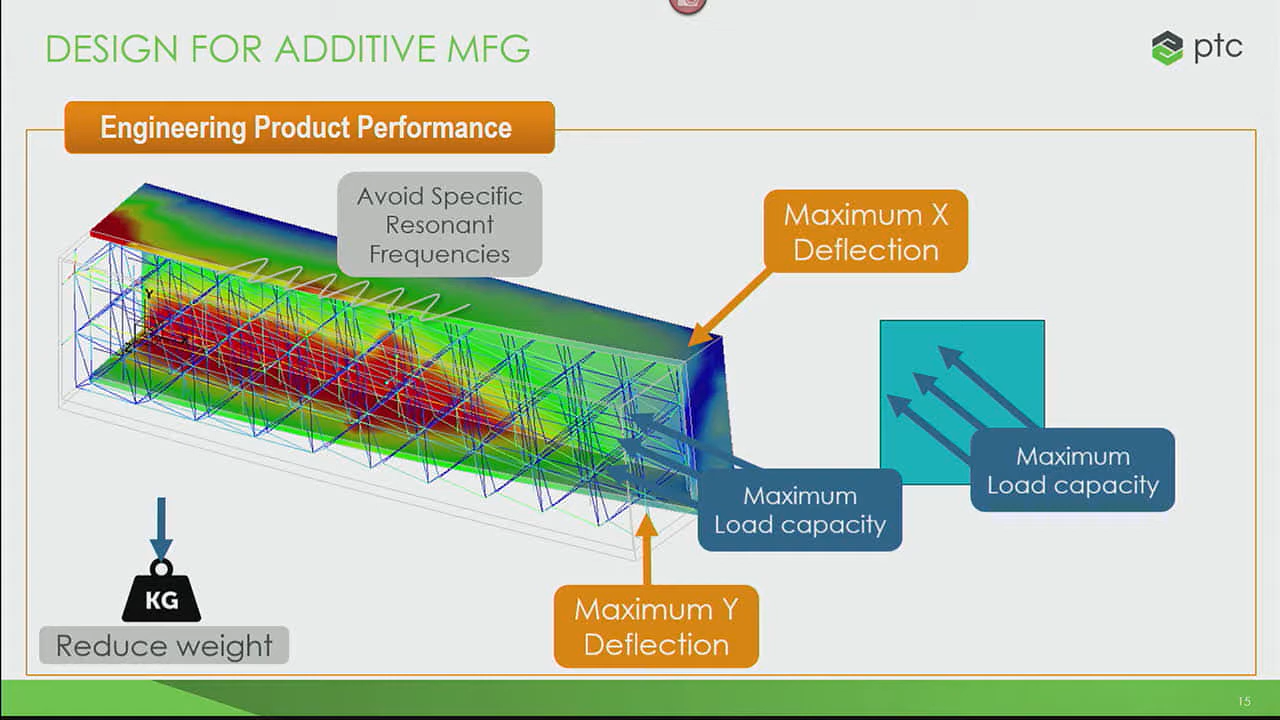 DESIGN FOR ADDITIVE MFG
ptc
Engineering Product Performance
Avoid Specific
Resonant
Frequencies
Maximum X
Deflection
Y
X
Maximum
Load capacity
Maximum
Load capacity
KG
Reduce weight
Maximum Y
Deflection
15